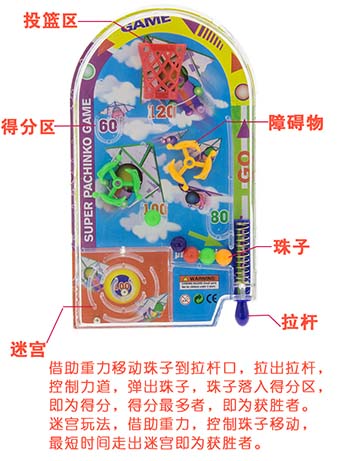 投篮区
GAME
120
得分区
60
障碍物
SUPER PACHINKO GAME
GO
100
80
珠子
WARNING
CE
100
拉杆
迷宫
借助重力移动珠子到拉杆口，拉出拉杆，
控制力道，弹出珠子，珠子落入得分区，
即为得分，得分最多者，即为获胜者。
迷宫玩法，借助重力，控制珠子移动，
最短时间走出迷宫即为获胜者。